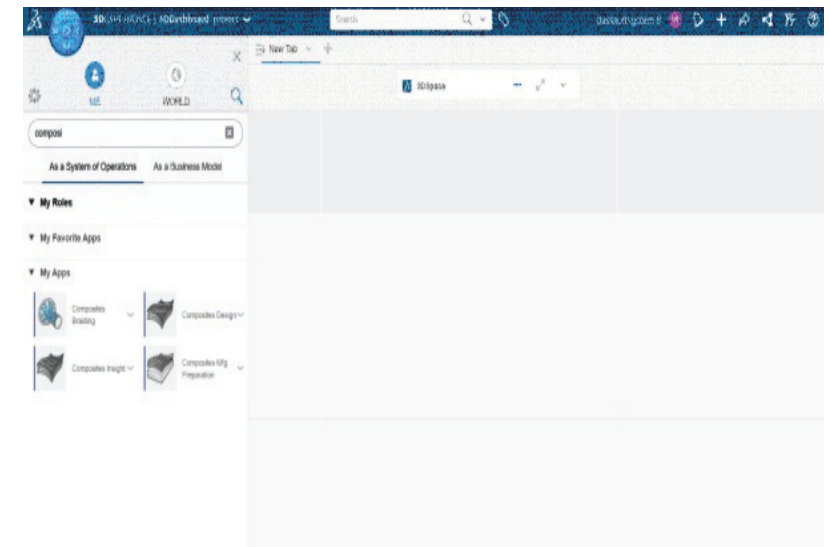 3DEXPERIENCE | 3DDashboard
Search
New Tab
3DSpace
ME
WORLD
composi
As a System of Operations As a Business Model
My Roles
My Favorite Apps
My Apps
Composites
Braiding
Composites Design
Composites Insight
Composites Mfg
Preparation